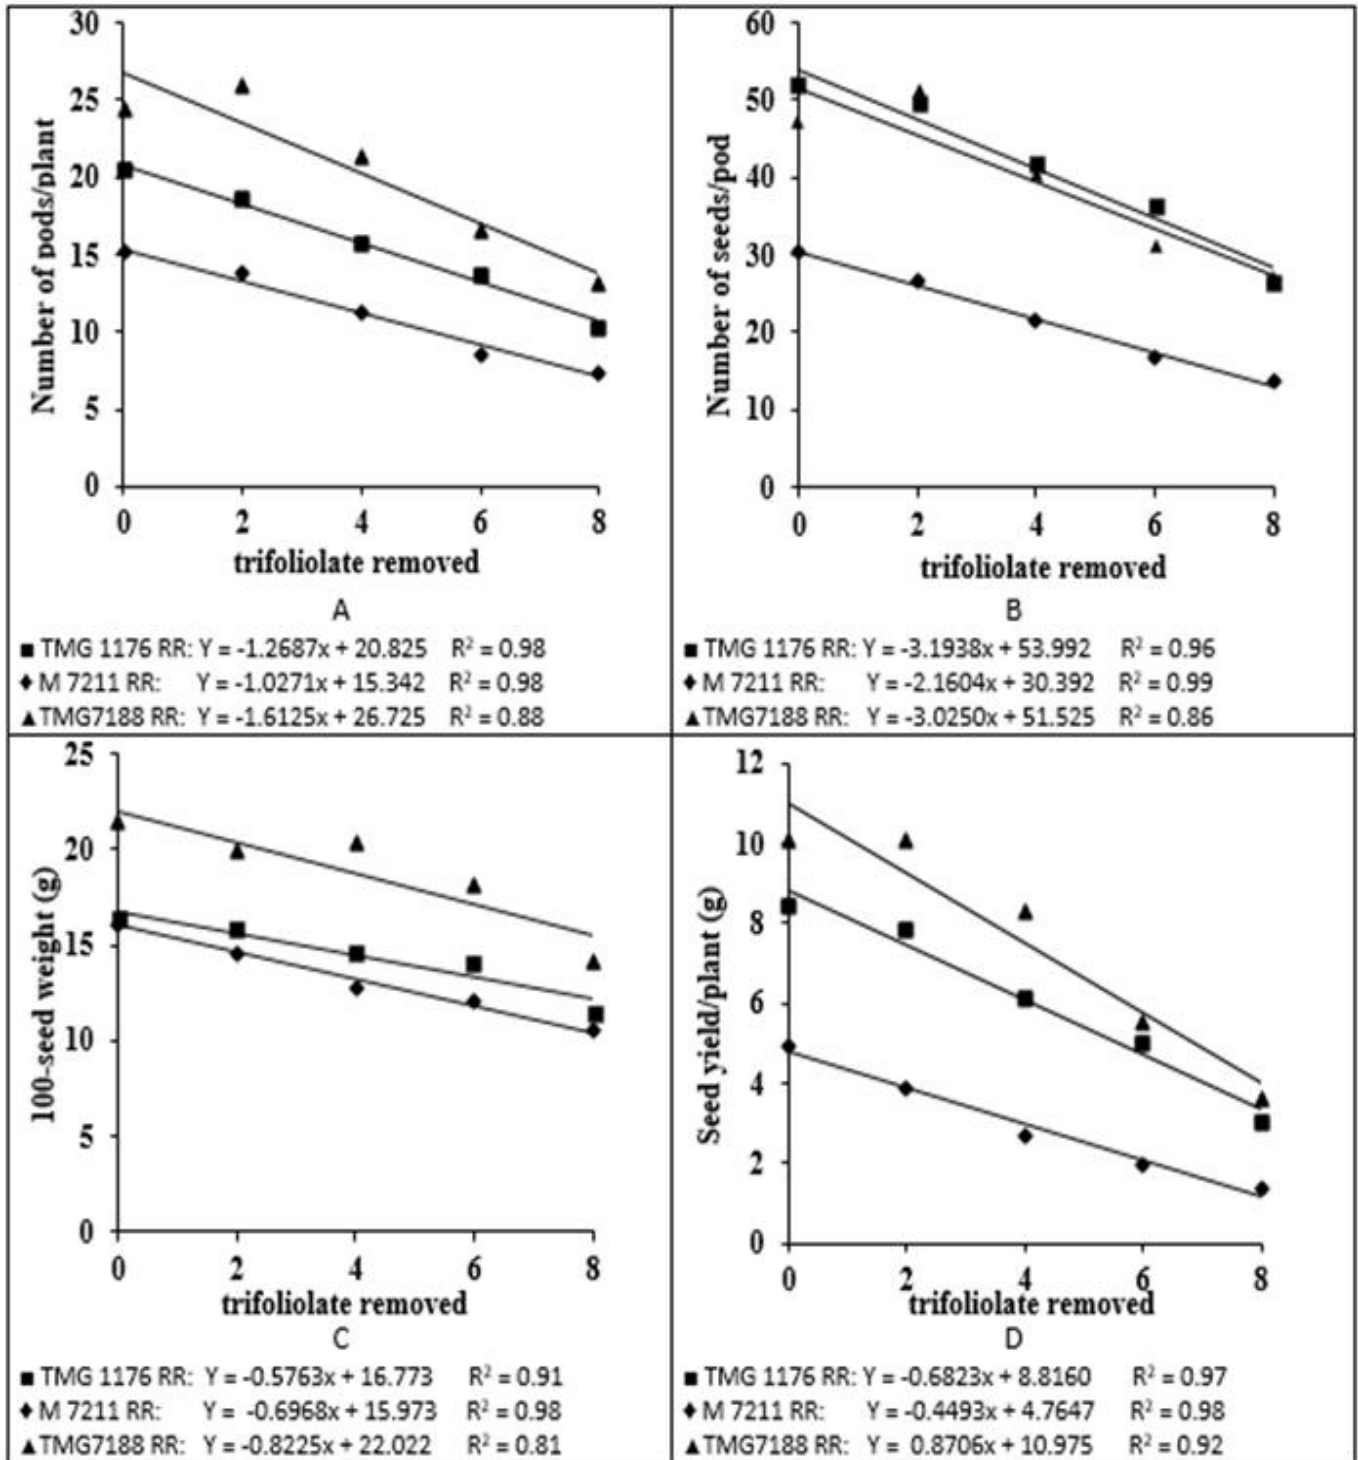 30
25
20
15
10
5
0
Number of pods/plant
0 2 4 6 8
trifoliolate removed
A
■ TMG 1176 RR: Y = -1.2687x + 20.825 R² = 0.98
♦ M 7211 RR: Y = -1.0271x + 15.342 R² = 0.98
▲ TMG7188 RR: Y = -1.6125x + 26.725 R² = 0.88
60
50
40
30
20
10
0
Number of seeds/pod
0 2 4 6 8
trifoliolate removed
B
■ TMG 1176 RR: Y = -3.1938x + 53.992 R² = 0.96
♦ M 7211 RR: Y = -2.1604x + 30.392 R² = 0.99
▲ TMG7188 RR: Y = -3.0250x + 51.525 R² = 0.86
25
20
15
10
5
0
100-seed weight (g)
0 2 4 6 8
trifoliolate removed
C
■ TMG 1176 RR: Y = -0.5763x + 16.773 R² = 0.91
♦ M 7211 RR: Y = -0.6968x + 15.973 R² = 0.98
▲ TMG7188 RR: Y = -0.8225x + 22.022 R² = 0.81
12
10
8
6
4
2
0
Seed yield/plant (g)
0 2 4 6 8
trifoliolate removed
D
■ TMG 1176 RR: Y = -0.6823x + 8.8160 R² = 0.97
♦ M 7211 RR: Y = -0.4493x + 4.7647 R² = 0.98
▲ TMG7188 RR: Y = 0.8706x + 10.975 R² = 0.92